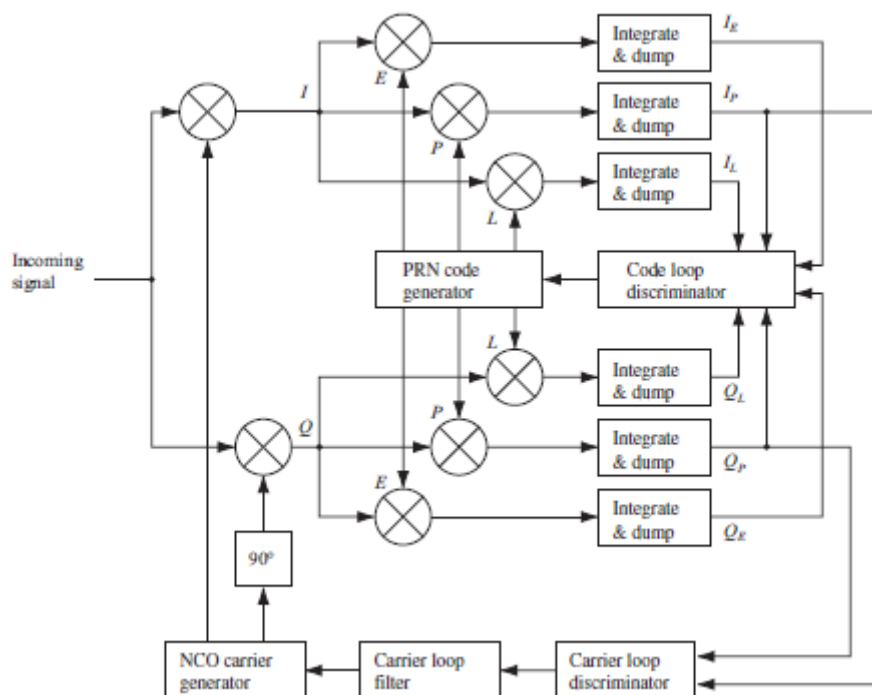 Integrate
& dump
I_E
E
I
Integrate
& dump
I_P
P
Integrate
& dump
I_L
L
Incoming
signal
PRN code
generator
Code loop
discriminator
L
Integrate
& dump
Q_L
Q
P
Integrate
& dump
Q_P
E
Integrate
& dump
Q_E
90°
NCO carrier
generator
Carrier loop
filter
Carrier loop
discriminator